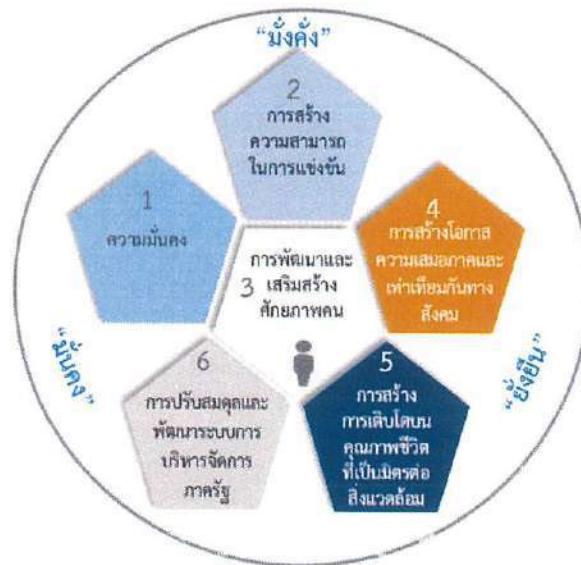 “มั่งคั่ง”
2
การสร้าง
ความสามารถ
ในการแข่งขัน
1
ความมั่นคง
4
การสร้างโอกาส
ความเสมอภาคและ
เท่าเทียมกันทาง
สังคม
3
การพัฒนาและ
เสริมสร้าง
ศักยภาพคน
“มั่นคง”
“ยั่งยืน”
6
การปรับสมดุลและ
พัฒนาระบบการ
บริหารจัดการ
ภาครัฐ
5
การสร้าง
การเติบโตบน
คุณภาพชีวิต
ที่เป็นมิตรต่อ
สิ่งแวดล้อม